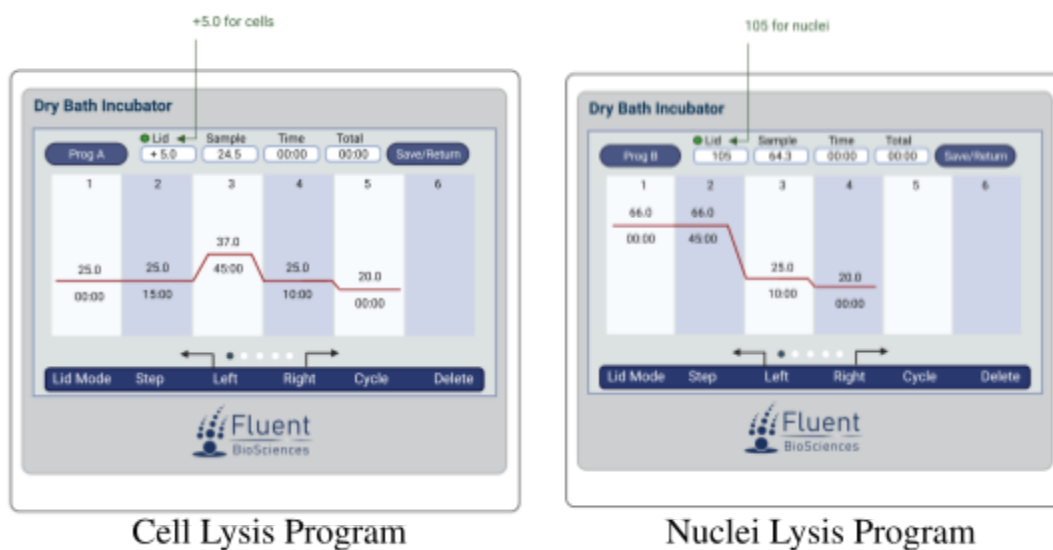 +5.0 for cells
Dry Bath Incubator
Lid Sample Time Total
Prog A + 5.0 24.5 00:00 00:00 Save/Return
1 2 3 4 5 6
37.0
25.0 25.0 45:00 25.0 20.0
00:00 15:00 10:00 00:00
Lid Mode Step Left Right Cycle Delete
Fluent
BioSciences
Cell Lysis Program
105 for nuclei
Dry Bath Incubator
Lid Sample Time Total
Prog B 105 64.3 00:00 00:00 Save/Return
1 2 3 4 5 6
66.0 66.0
00:00 45:00
25.0 20.0
10:00 00:00
Lid Mode Step Left Right Cycle Delete
Fluent
BioSciences
Nuclei Lysis Program